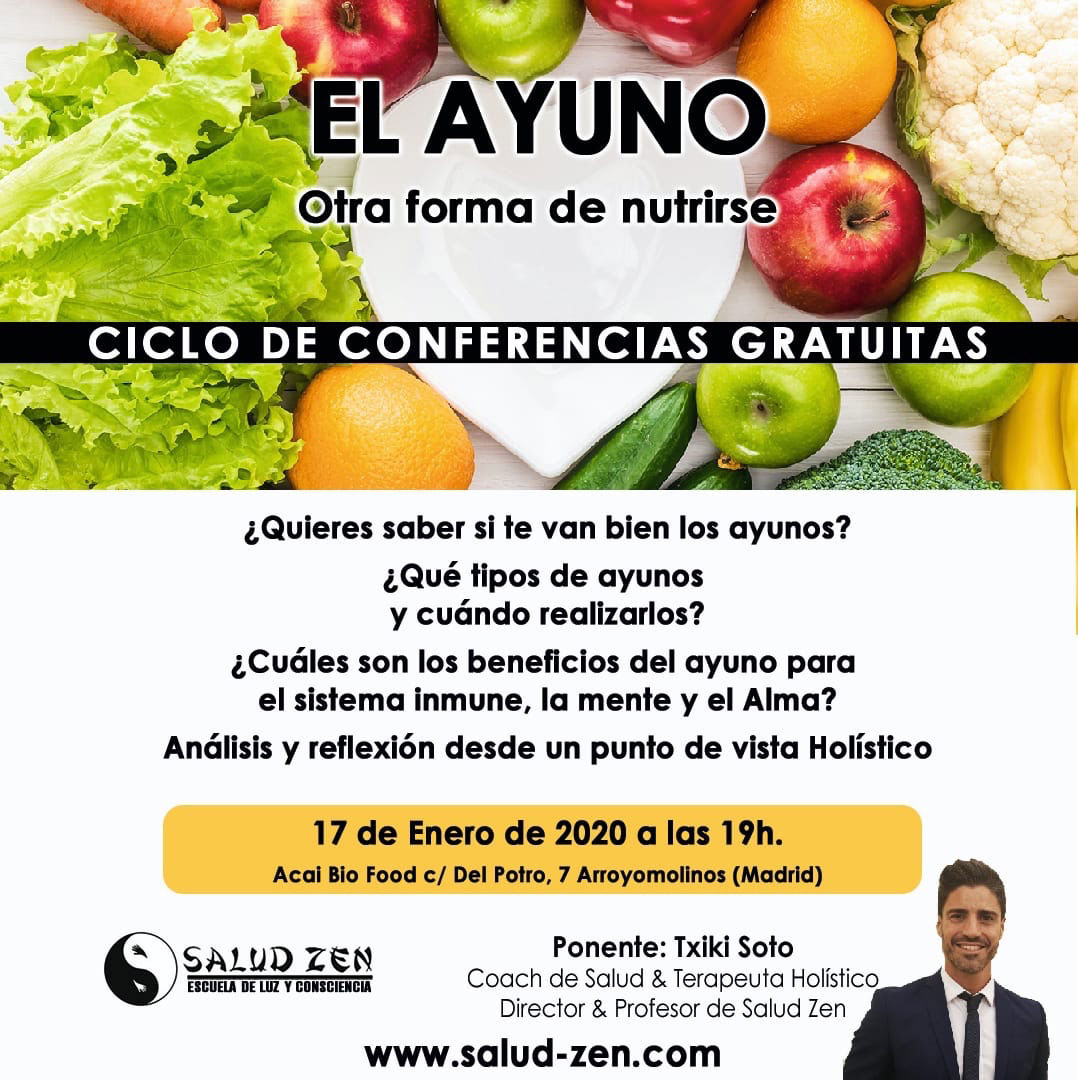 EL AYUNO
Otra forma de nutrirse
CICLO DE CONFERENCIAS GRATUITAS
¿Quieres saber si te van bien los ayunos?
¿Qué tipos de ayunos
y cuándo realizarlos?
¿Cuáles son los beneficios del ayuno para
el sistema inmune, la mente y el Alma?
Análisis y reflexión desde un punto de vista Holístico
17 de Enero de 2020 a las 19h.
Acai Bio Food c/ Del Potro, 7 Arroyomolinos (Madrid)
SALUD ZEN
ESCUELA DE LUZ Y CONSCIENCIA
Ponente: Txiki Soto
Coach de Salud & Terapeuta Holístico
Director & Profesor de Salud Zen
www.salud-zen.com